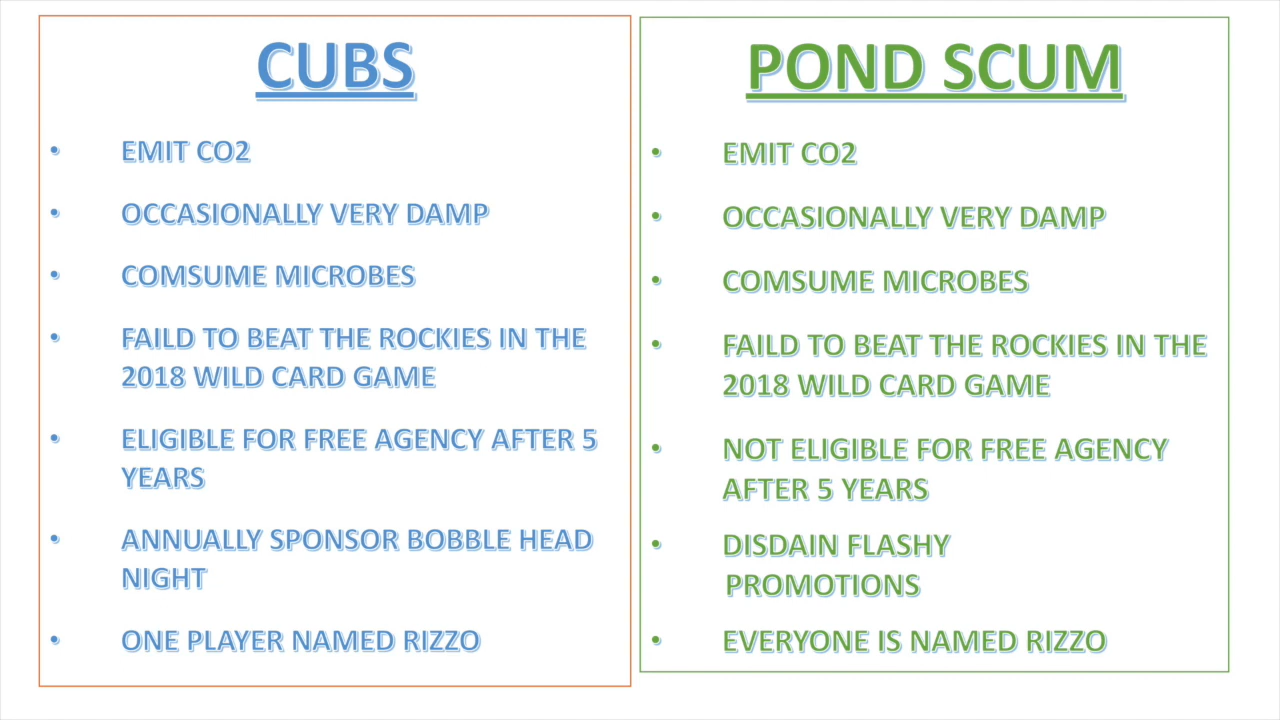 CUBS
• EMIT CO2
• OCCASIONALLY VERY DAMP
• COMSUME MICROBES
• FAILD TO BEAT THE ROCKIES IN THE
2018 WILD CARD GAME
• ELIGIBLE FOR FREE AGENCY AFTER 5
YEARS
• ANNUALLY SPONSOR BOBBLE HEAD
NIGHT
• ONE PLAYER NAMED RIZZO
POND SCUM
• EMIT CO2
• OCCASIONALLY VERY DAMP
• COMSUME MICROBES
• FAILD TO BEAT THE ROCKIES IN THE
2018 WILD CARD GAME
• NOT ELIGIBLE FOR FREE AGENCY
AFTER 5 YEARS
• DISDAIN FLASHY
PROMOTIONS
• EVERYONE IS NAMED RIZZO